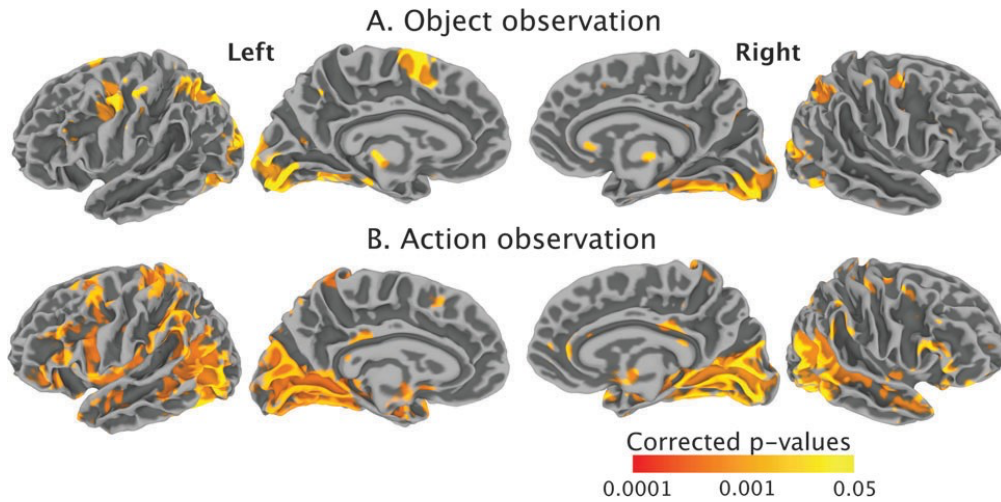 A. Object observation
Left
Right
B. Action observation
Corrected p-values
0.0001 0.001 0.05